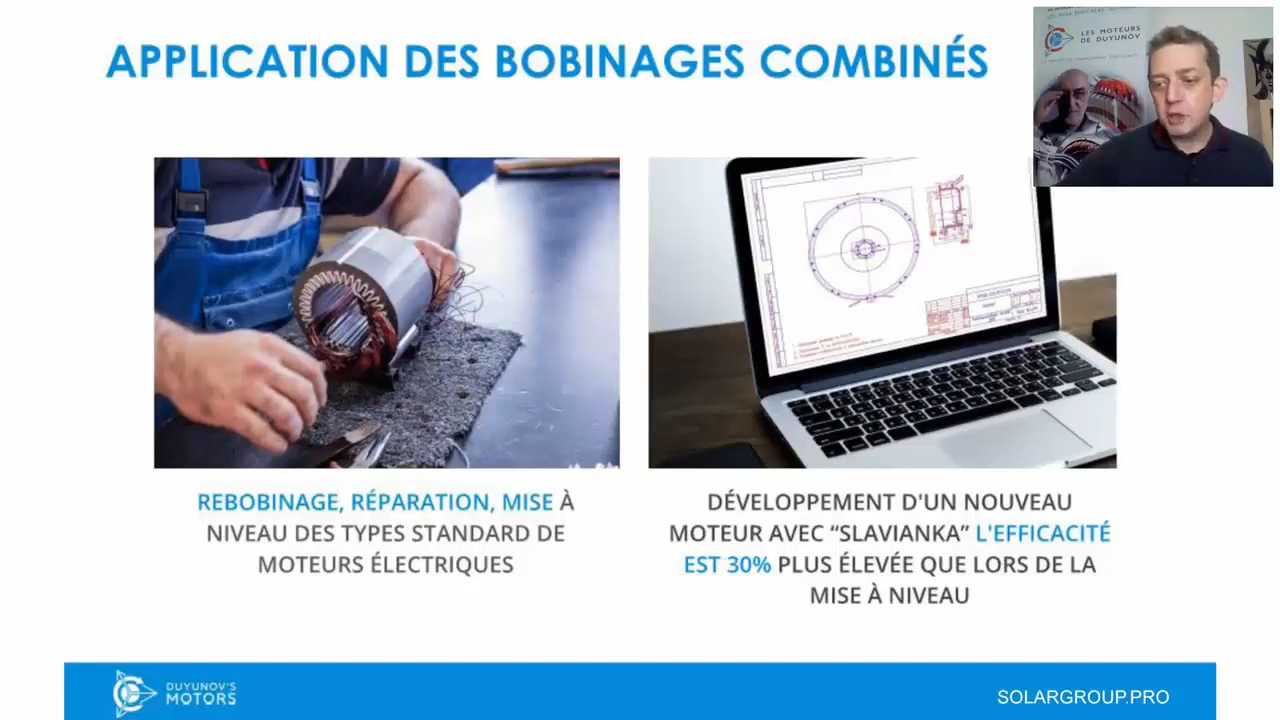 APPLICATION DES BOBINAGES COMBINÉS
LES MOTEURS
DE DUYUNOV
REBOBINAGE, RÉPARATION, MISE À
NIVEAU DES TYPES STANDARD DE
MOTEURS ÉLECTRIQUES
DÉVELOPPEMENT D'UN NOUVEAU
MOTEUR AVEC “SLAVIANKA” L'EFFICACITÉ
EST 30% PLUS ÉLEVÉE QUE LORS DE LA
MISE À NIVEAU
DUYUNOV'S
MOTORS
SOLARGROUP.PRO